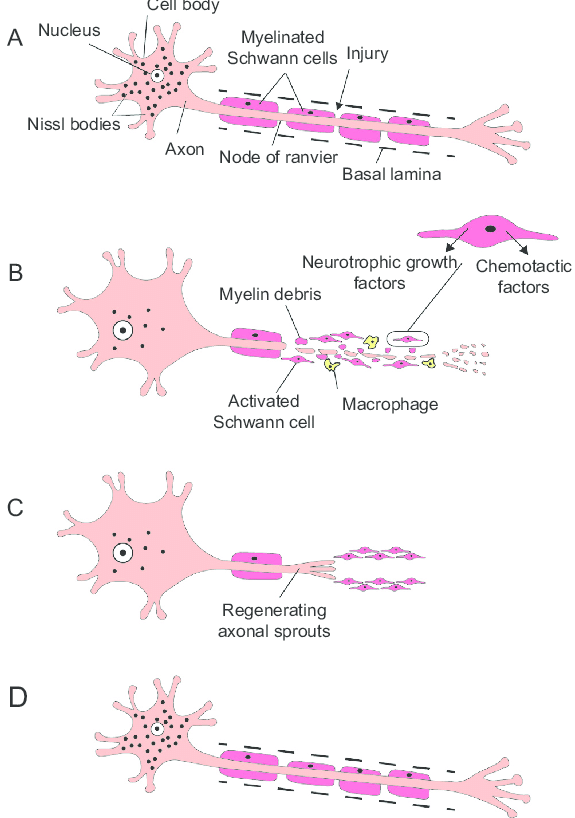 Cell body
A
Nucleus
Myelinated
Schwann cells
Injury
Nissl bodies
Axon
Node of ranvier
Basal lamina
B
Neurotrophic growth
factors
Chemotactic
factors
Myelin debris
Activated
Schwann cell
Macrophage
C
Regenerating
axonal sprouts
D